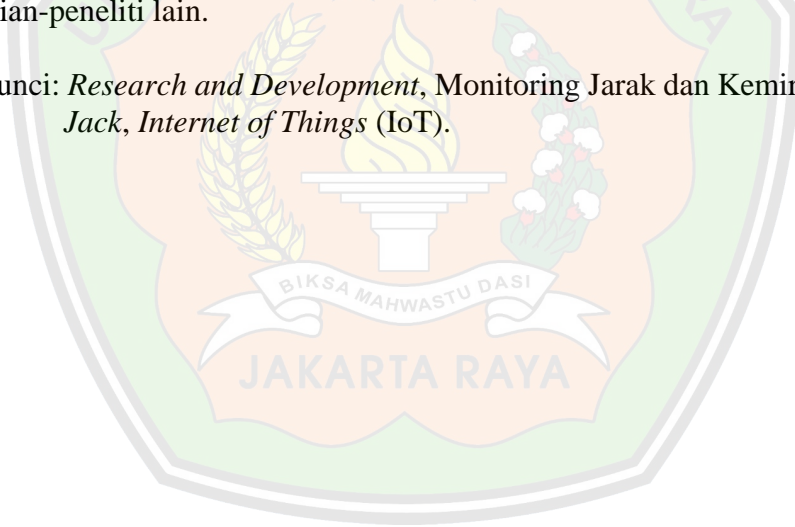 ian-peneliti lain.
unci: Research and Development, Monitoring Jarak dan Kemir
Jack, Internet of Things (IoT).
BIKSA MAHWASTU DASI
JAKARTA RAYA